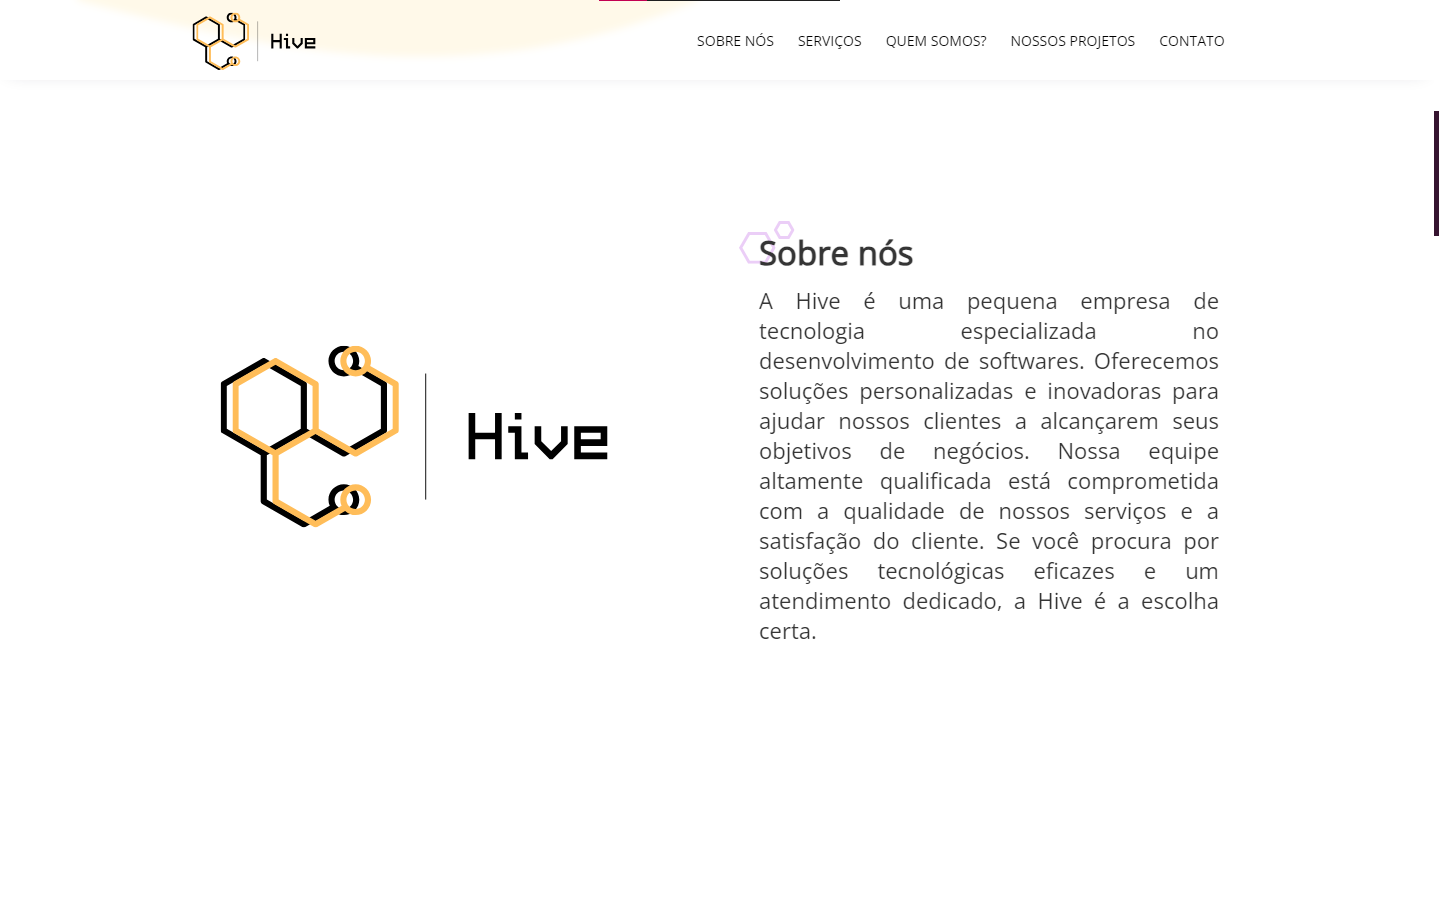 Hive
SOBRE NÓS SERVIÇOS QUEM SOMOS? NOSSOS PROJETOS CONTATO
Hive
Sobre nós
A Hive é uma pequena empresa de
tecnologia especializada no
desenvolvimento de softwares. Oferecemos
soluções personalizadas e inovadoras para
ajudar nossos clientes a alcançarem seus
objetivos de negócios. Nossa equipe
altamente qualificada está comprometida
com a qualidade de nossos serviços e a
satisfação do cliente. Se você procura por
soluções tecnológicas eficazes e um
atendimento dedicado, a Hive é a escolha
certa.